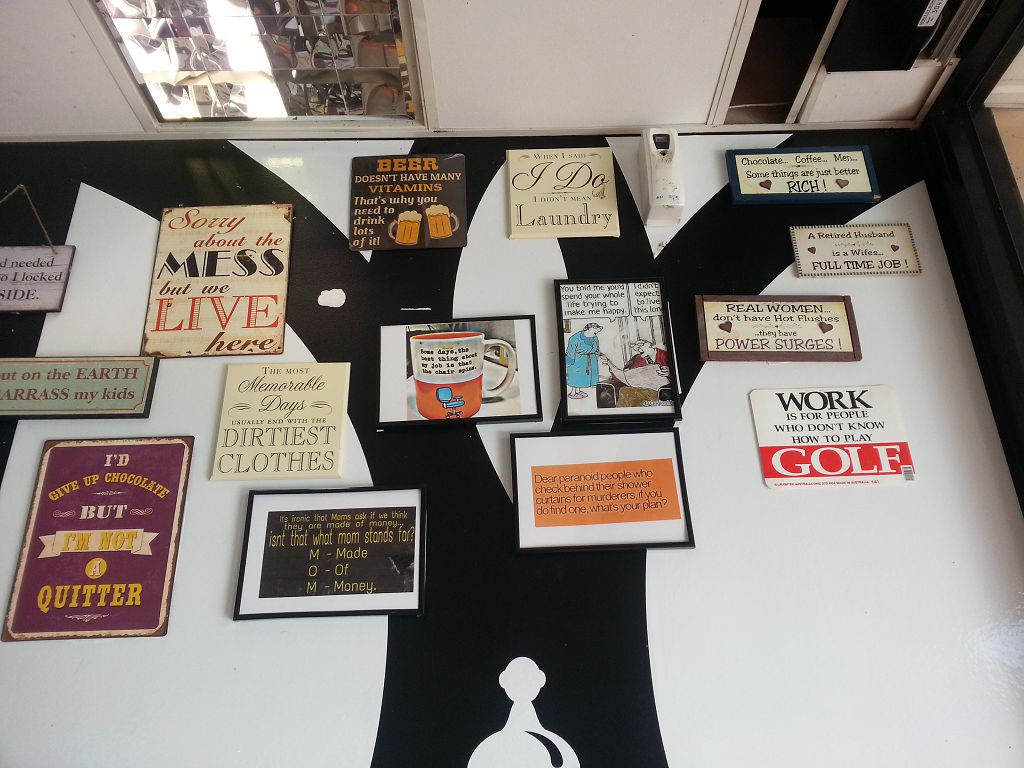 BEER
DOESN'T HAVE MANY
VITAMINS
That's why you
need to
drink
lots
of it!
WHEN I SAID
I Do
I DIDN'T MEAN
Laundry
Chocolate... Coffee... Men...
Some things are just better
RICH !
Sorry
about the
MESS
but we
LIVE
here
d needed
o I locked
SIDE.
A Retired Husband
is a Wifes...
FULL TIME JOB !
You told me you'd
spend your whole
life trying to
make me happy.
I didn't
expect
to live
this long
REAL WOMEN...
don't have Hot Flushes
...they have
POWER SURGES !
Some days, the
best thing about
my job is that
the chair spins.
ut on the EARTH
ARRASS my kids
THE MOST
Memorable
Days
USUALLY END WITH THE
DIRTIEST
CLOTHES
WORK
IS FOR PEOPLE
WHO DON'T KNOW
HOW TO PLAY
GOLF
141
I'D
GIVE UP CHOCOLATE
BUT
I'M NOT
A
QUITTER
Dear paranoid people who
check behind their shower
curtains for murderers, if you
do find one, what's your plan?
Its ironic that Moms ask if we think
they are made of money...
isnt that what mom stands for?
M - Made
O - Of
M - Money.